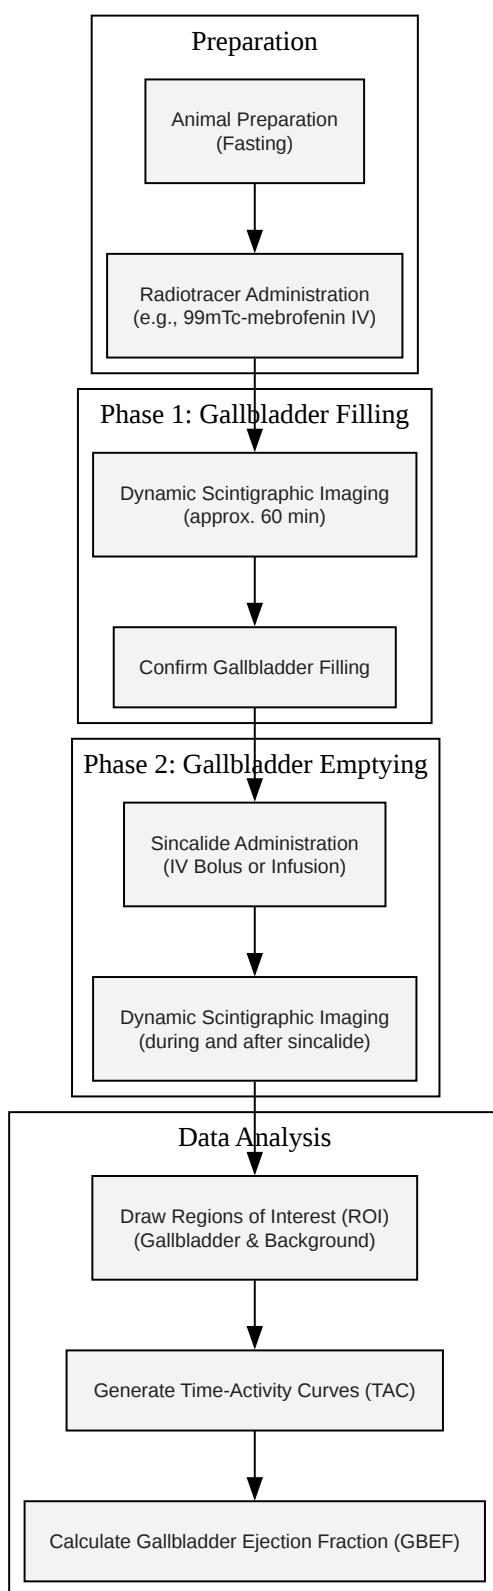 Preparation
Animal Preparation
(Fasting)
Radiotracer Administration
(e.g., 99mTc-mebrofenin IV)
Phase 1: Gallbladder Filling
Dynamic Scintigraphic Imaging
(approx. 60 min)
Confirm Gallbladder Filling
Phase 2: Gallbladder Emptying
Sincalide Administration
(IV Bolus or Infusion)
Dynamic Scintigraphic Imaging
(during and after sincalide)
Data Analysis
Draw Regions of Interest (ROI)
(Gallbladder & Background)
Generate Time-Activity Curves (TAC)
Calculate Gallbladder Ejection Fraction (GBEF)